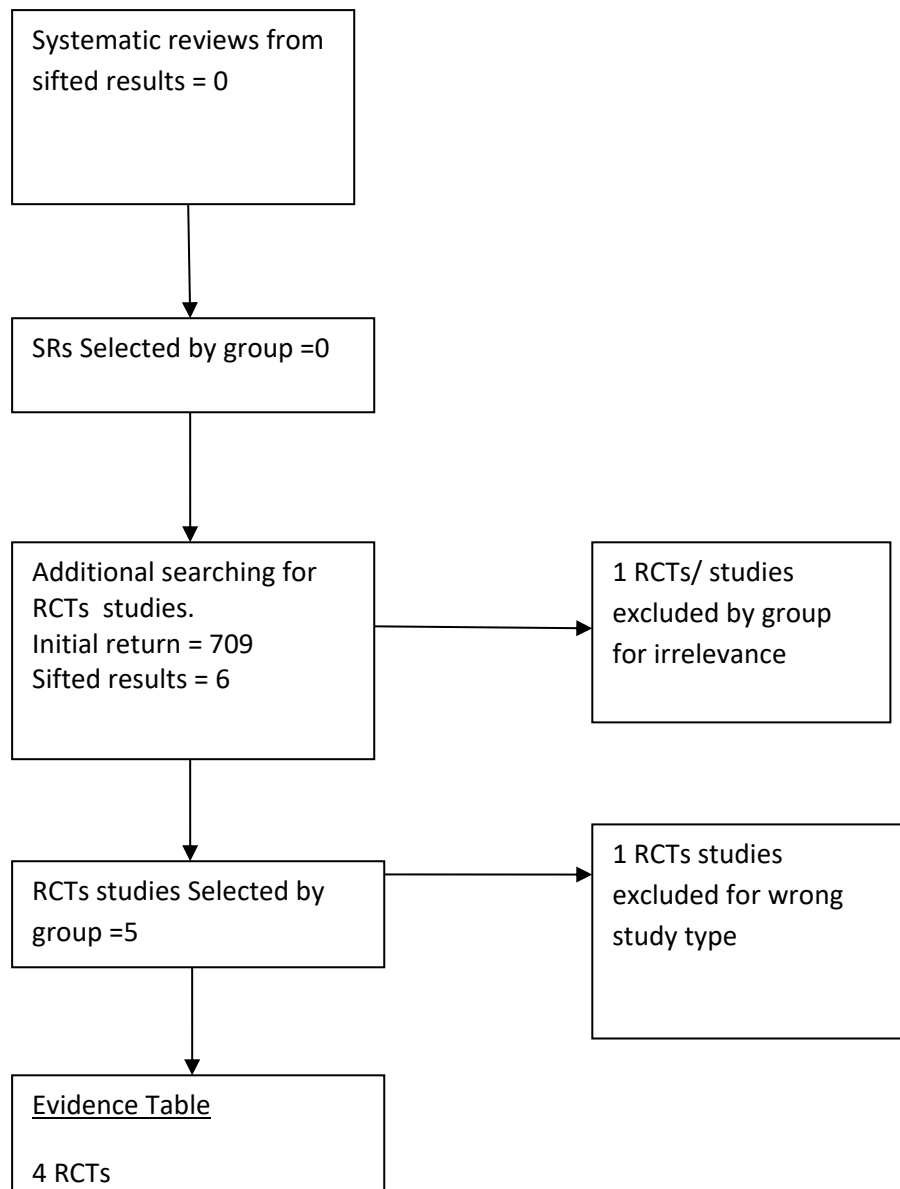 Systematic reviews from
sifted results = 0
SRs Selected by group =0
Additional searching for
RCTs  studies.
Initial return = 709
Sifted results = 6
1 RCTs/ studies
excluded by group
for irrelevance
RCTs studies Selected by
group =5
1 RCTs studies
excluded for wrong
study type
Evidence Table
4 RCTs